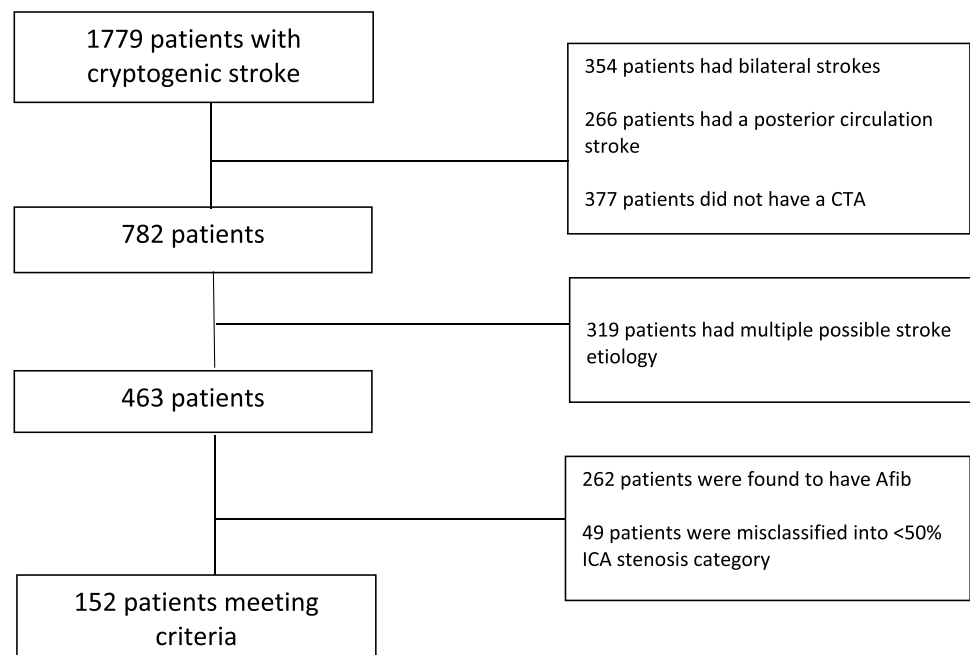 1779 patients with
cryptogenic stroke
354 patients had bilateral strokes
266 patients had a posterior circulation
stroke
377 patients did not have a CTA
782 patients
319 patients had multiple possible stroke
etiology
463 patients
262 patients were found to have Afib
49 patients were misclassified into <50%
ICA stenosis category
152 patients meeting
criteria